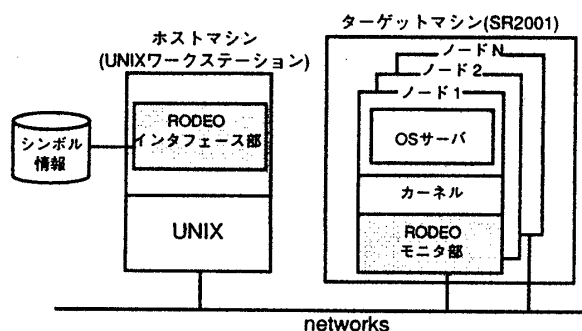 ホストマシン
(UNIXワークステーション)
シンボル
情報
RODEO
インタフェース部
UNIX
ターゲットマシン(SR2001)
ノードN
ノード2
ノード1
OSサーバ
カーネル
RODEO
モニタ部
networks